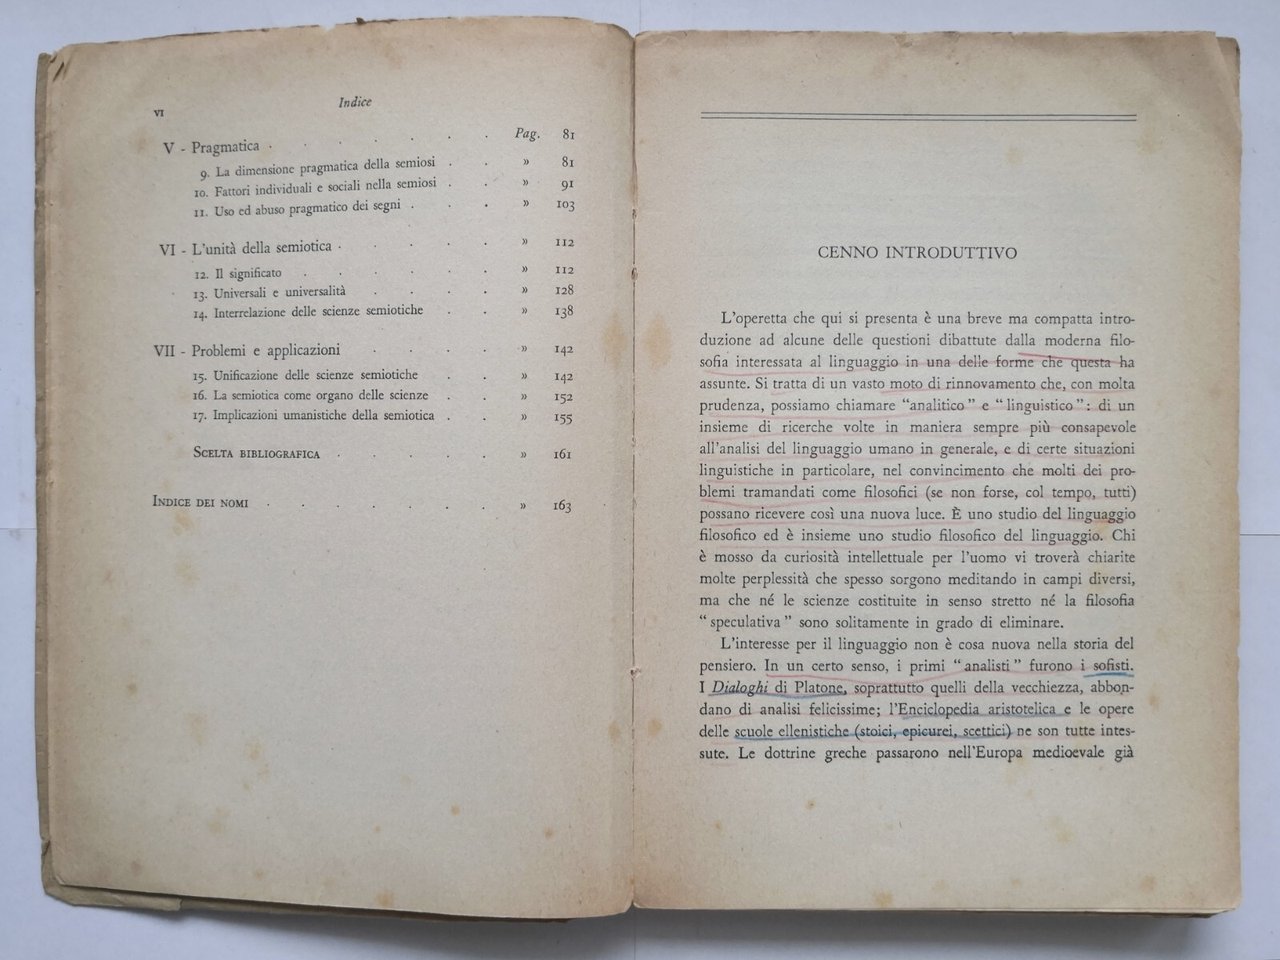 VI
Indice
Pag.
V - Pragmatica . . . . . . 81
9. La dimensione pragmatica della semiosi . . » 81
10. Fattori individuali e sociali nella semiosi . . » 91
11. Uso ed abuso pragmatico dei segni . . . » 103
VI - L'unità della semiotica . . . . . » 112
12. Il significato . . . . . . » 112
13. Universali e universalità . . . . » 128
14. Interrelazione delle scienze semiotiche . . » 138
VII - Problemi e applicazioni . . . . » 142
15. Unificazione delle scienze semiotiche . . » 142
16. La semiotica come organo delle scienze . . » 152
17. Implicazioni umanistiche della semiotica . . » 155
SCELTA BIBLIOGRAFICA . . . . . » 161
INDICE DEI NOMI . . . . . . . » 163
CENNO INTRODUTTIVO
L'operetta che qui si presenta è una breve ma compatta intro-
duzione ad alcune delle questioni dibattute dalla moderna filo-
sofia interessata al linguaggio in una delle forme che questa ha
assunte. Si tratta di un vasto moto di rinnovamento che, con molta
prudenza, possiamo chiamare "analitico" e "linguistico": di un
insieme di ricerche volte in maniera sempre più consapevole
all'analisi del linguaggio umano in generale, e di certe situazioni
linguistiche in particolare, nel convincimento che molti dei pro-
blemi tramandati come filosofici (se non forse, col tempo, tutti)
possano ricevere così una nuova luce. È uno studio del linguaggio
filosofico ed è insieme uno studio filosofico del linguaggio. Chi
è mosso da curiosità intellettuale per l'uomo vi troverà chiarite
molte perplessità che spesso sorgono meditando in campi diversi,
ma che né le scienze costituite in senso stretto né la filosofia
"speculativa" sono solitamente in grado di eliminare.
L'interesse per il linguaggio non è cosa nuova nella storia del
pensiero. In un certo senso, i primi "analisti" furono i sofisti.
I Dialoghi di Platone, soprattutto quelli della vecchiezza, abbon-
dano di analisi felicissime; l'Enciclopedia aristotelica e le opere
delle scuole ellenistiche (stoici, epicurei, scettici) ne son tutte intes-
sute. Le dottrine greche passarono nell'Europa medioevale già